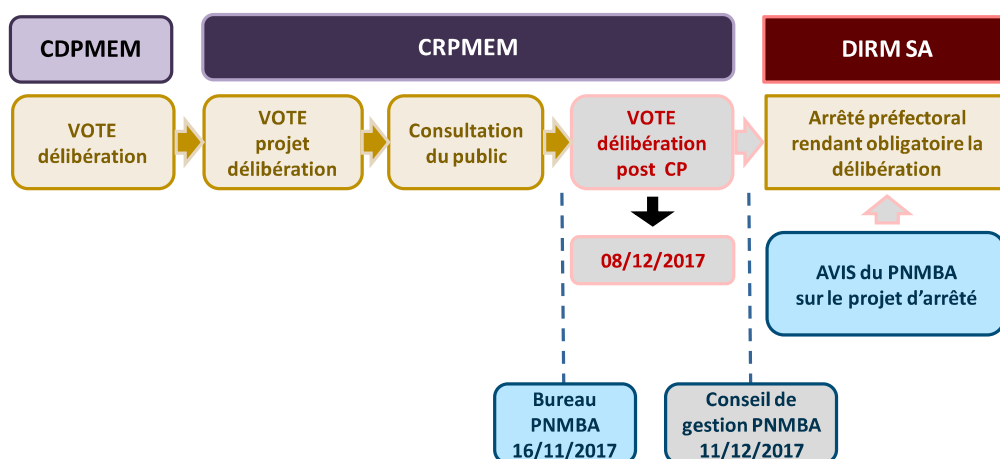 CDPMEM
CRPMEM
DIRM SA
VOTE
délibération
VOTE
projet
délibération
Consultation
du public
VOTE
délibération
post CP
Arrêté préfectoral
rendant obligatoire la
délibération
08/12/2017
AVIS du PNMBA
sur le projet d’arrêté
Bureau
PNMBA
16/11/2017
Conseil de
gestion PNMBA
11/12/2017